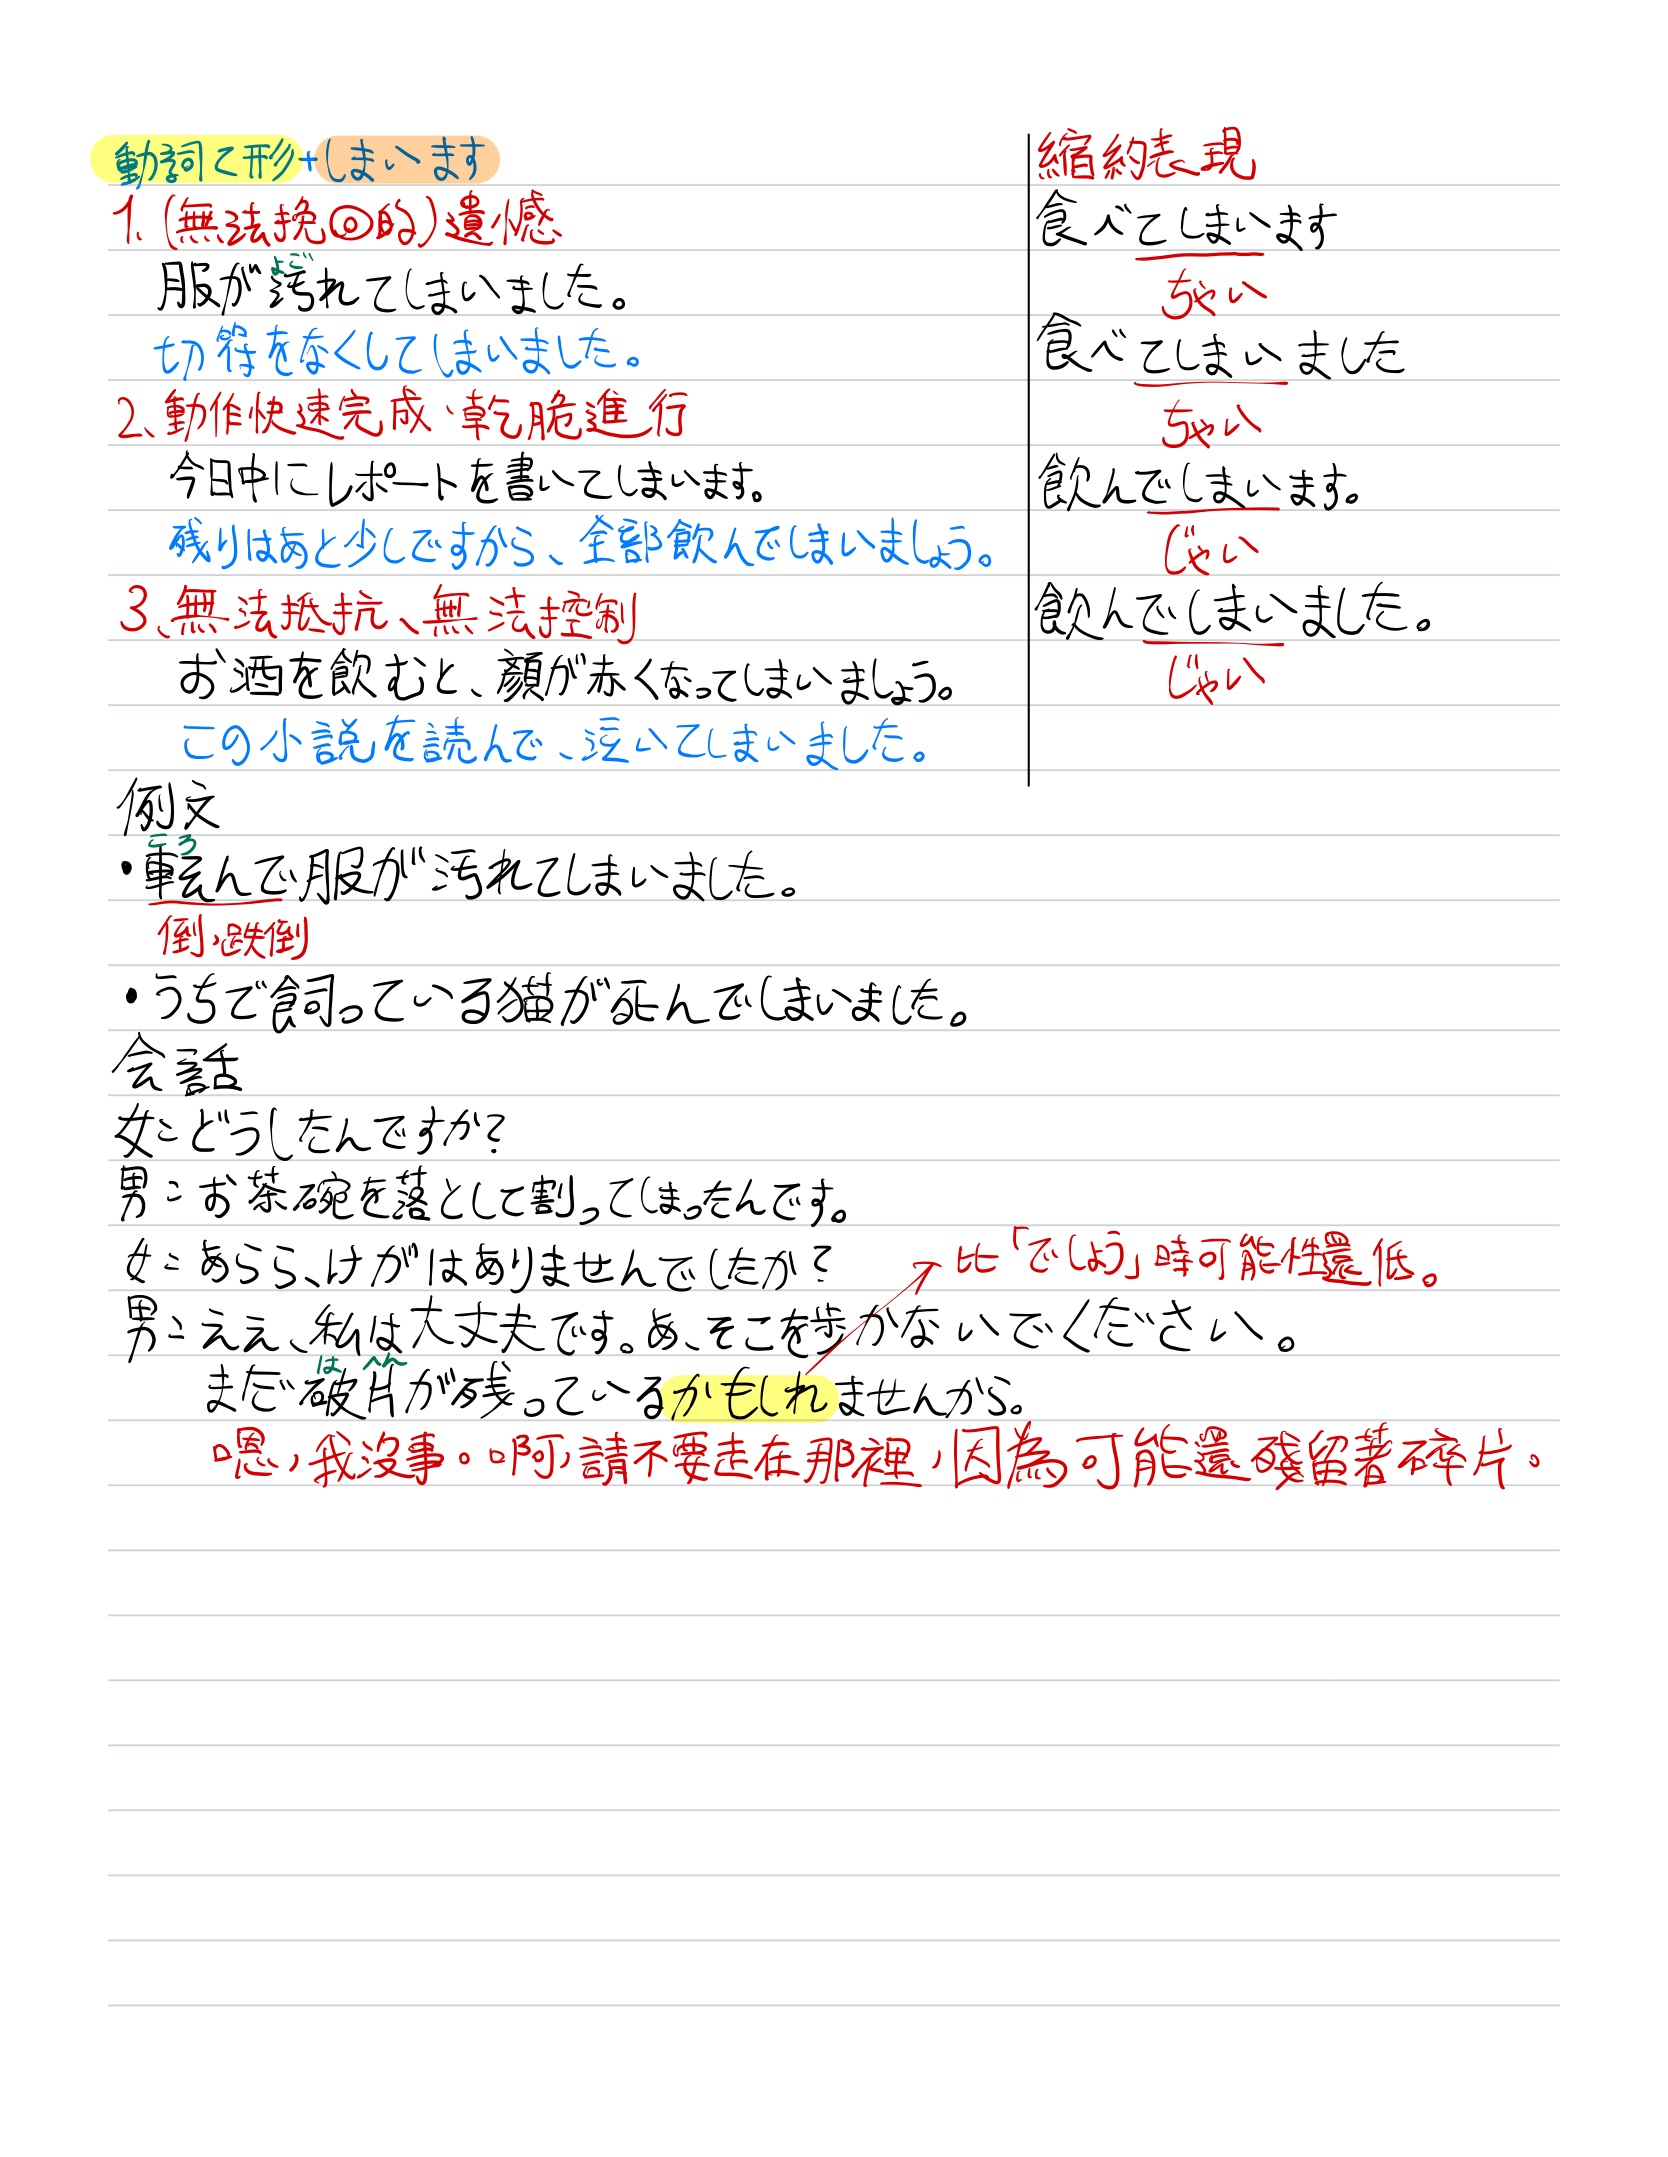 動詞て形+しまいます
1.(無法挽回的)遺憾
服が汚れてしまいました。
よご
切符をなくしてしまいました。
2、動作快速完成、乾脆進行
今日中にレポートを書いてしまいます。
残りはあと少しですから、全部飲んでしまいましょう。
3、無法抵抗、無法控制
お酒を飲むと、顔が赤くなってしまいましょう。
この小説を読んで、泣いてしまいました。
縮約表現
食べてしまいます
ちゃい
食べてしまいました
ちゃい
飲んでしまいます。
じゃい
飲んでしまいました。
じゃい
例文
ころ
・転んで服が汚れてしまいました。
倒,跌倒
・うちで飼っている猫が死んでしまいました。
会話
女:どうしたんですか?
男:お茶碗を落として割ってしまったんです。
女:あらら、けがはありませんでしたか?
比「でしょう」時可能性還低。
男:ええ、私は大丈夫です。あ、そこを歩かないでください。
はへん
まだ破片が残っているかもしれませんから。
嗯,我沒事。啊,請不要走在那裡,因為可能還殘留著碎片。